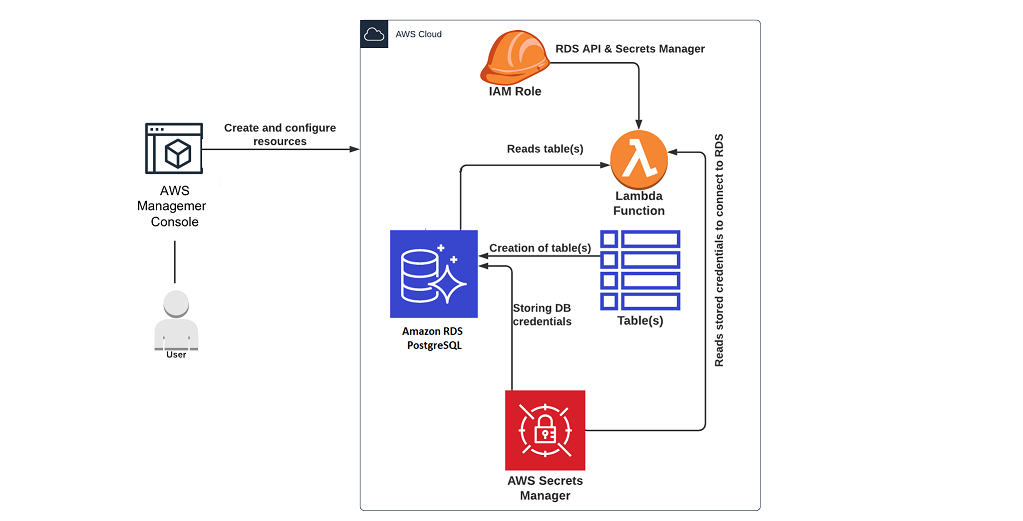 AWS Cloud
RDS API & Secrets Manager
IAM Role
Create and configure
resources
Reads table(s)
AWS
Managemer
Console
Lambda
Function
Reads stored credentials to connect to RDS
Creation of table(s)
Storing DB
credentials
Table(s)
Amazon RDS
PostgreSQL
User
AWS Secrets
Manager